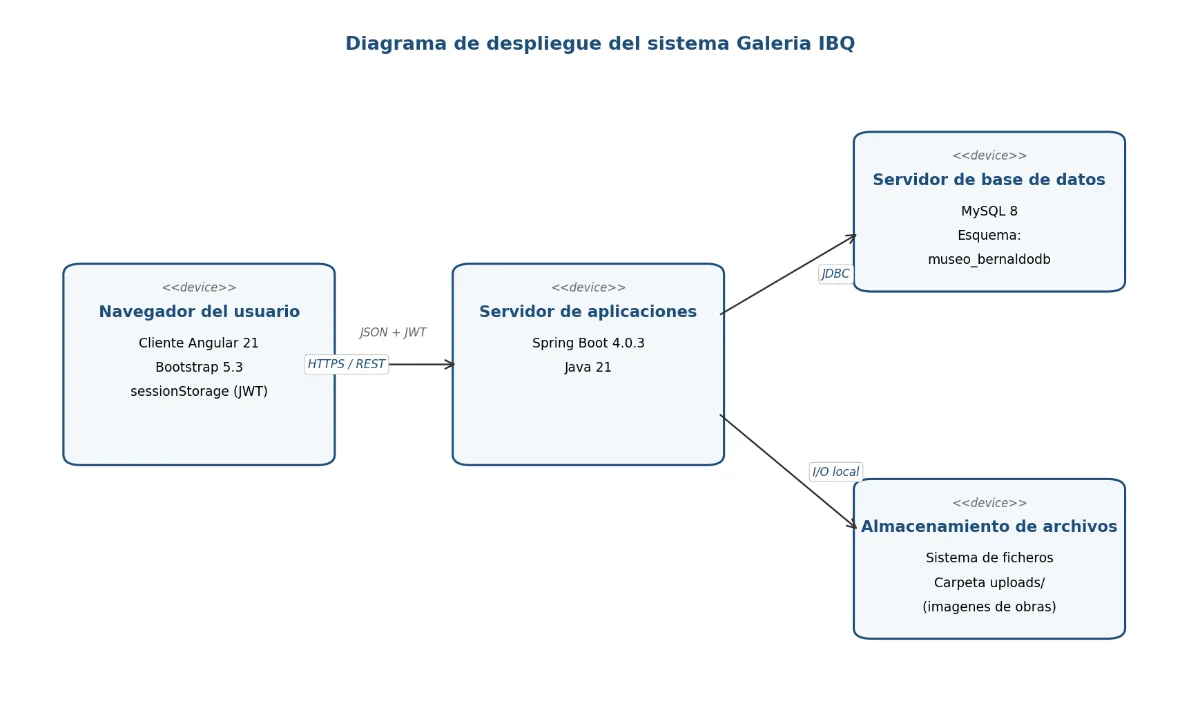 Diagrama de despliegue del sistema Galeria IBQ
<<device>>
Navegador del usuario
Cliente Angular 21
Bootstrap 5.3
sessionStorage (JWT)
JSON + JWT
HTTPS / REST
<<device>>
Servidor de aplicaciones
Spring Boot 4.0.3
Java 21
JDBC
<<device>>
Servidor de base de datos
MySQL 8
Esquema:
museo_bernaldodb
I/O local
<<device>>
Almacenamiento de archivos
Sistema de ficheros
Carpeta uploads/
(imagenes de obras)